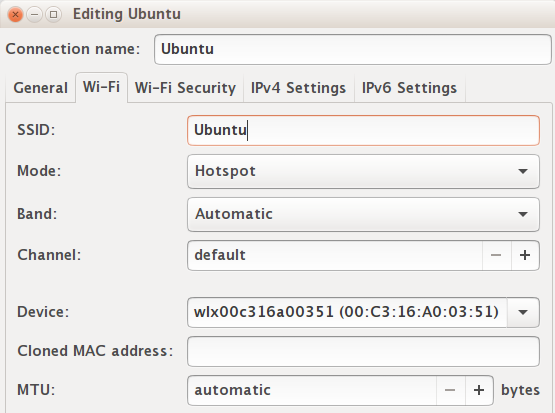 Editing Ubuntu
Connection name: Ubuntu
General Wi-Fi Wi-Fi Security IPv4 Settings IPv6 Settings
SSID: Ubuntu
Mode: Hotspot
Band: Automatic
Channel: default − +
Device: wlx00c316a00351 (00:C3:16:A0:03:51)
Cloned MAC address:
MTU: automatic − + bytes